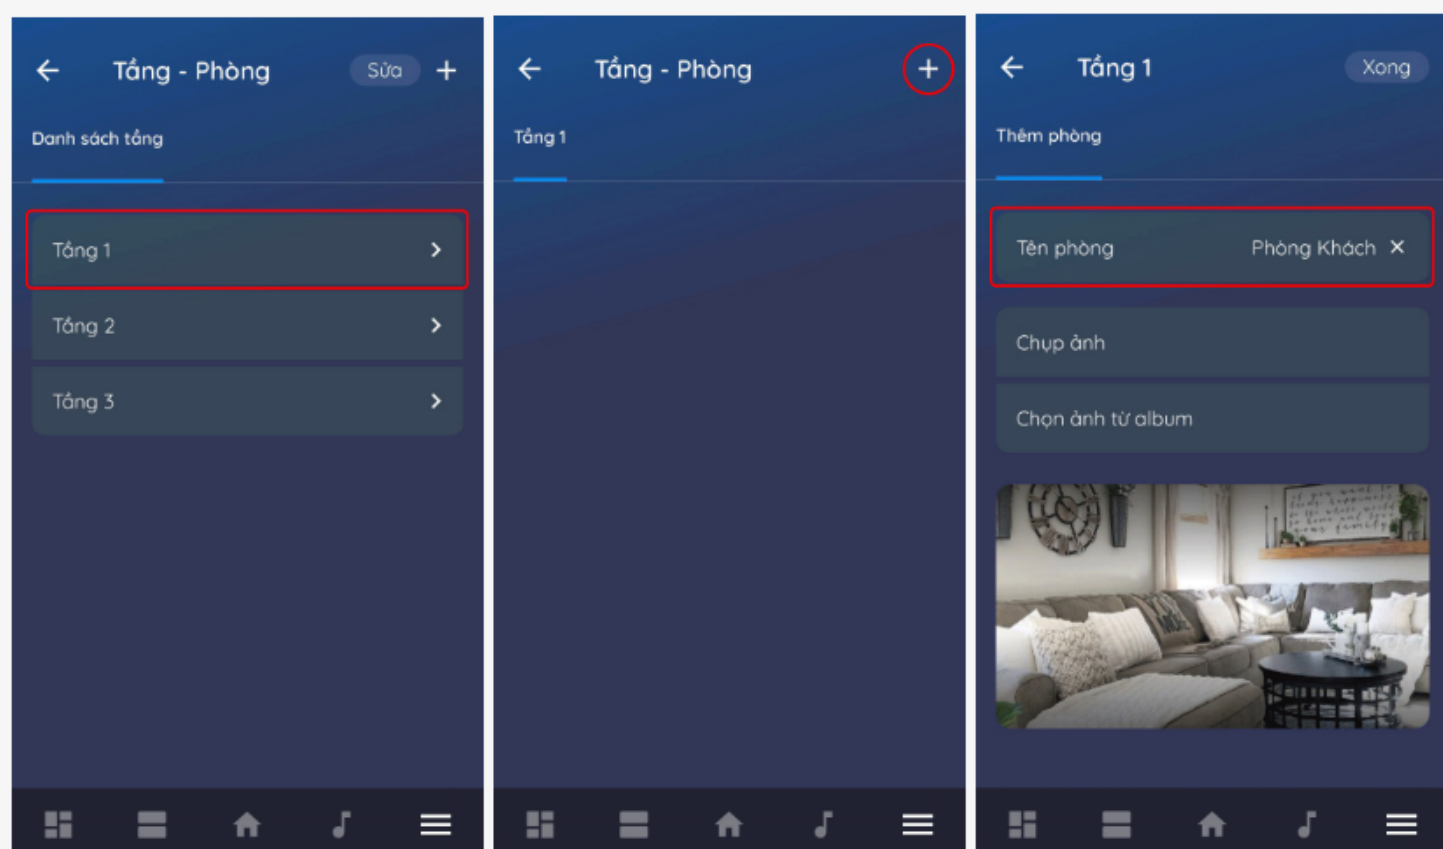 Tầng - Phòng
Sửa +
Danh sách tầng
Tầng 1
Tầng 2
Tầng 3
Tầng - Phòng
+
Tầng 1
Tầng 1
Xong
Thêm phòng
Tên phòng
Phòng Khách ×
Chụp ảnh
Chọn ảnh từ album